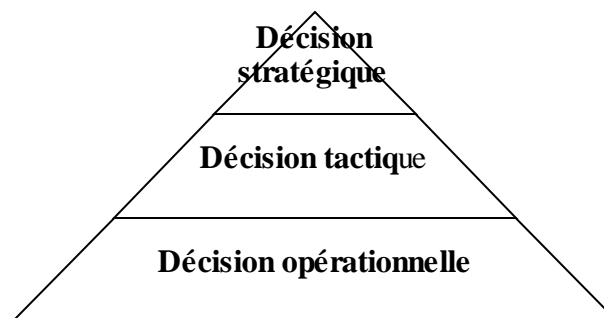 Décision
stratégique
Décision tactique
Décision opérationnelle